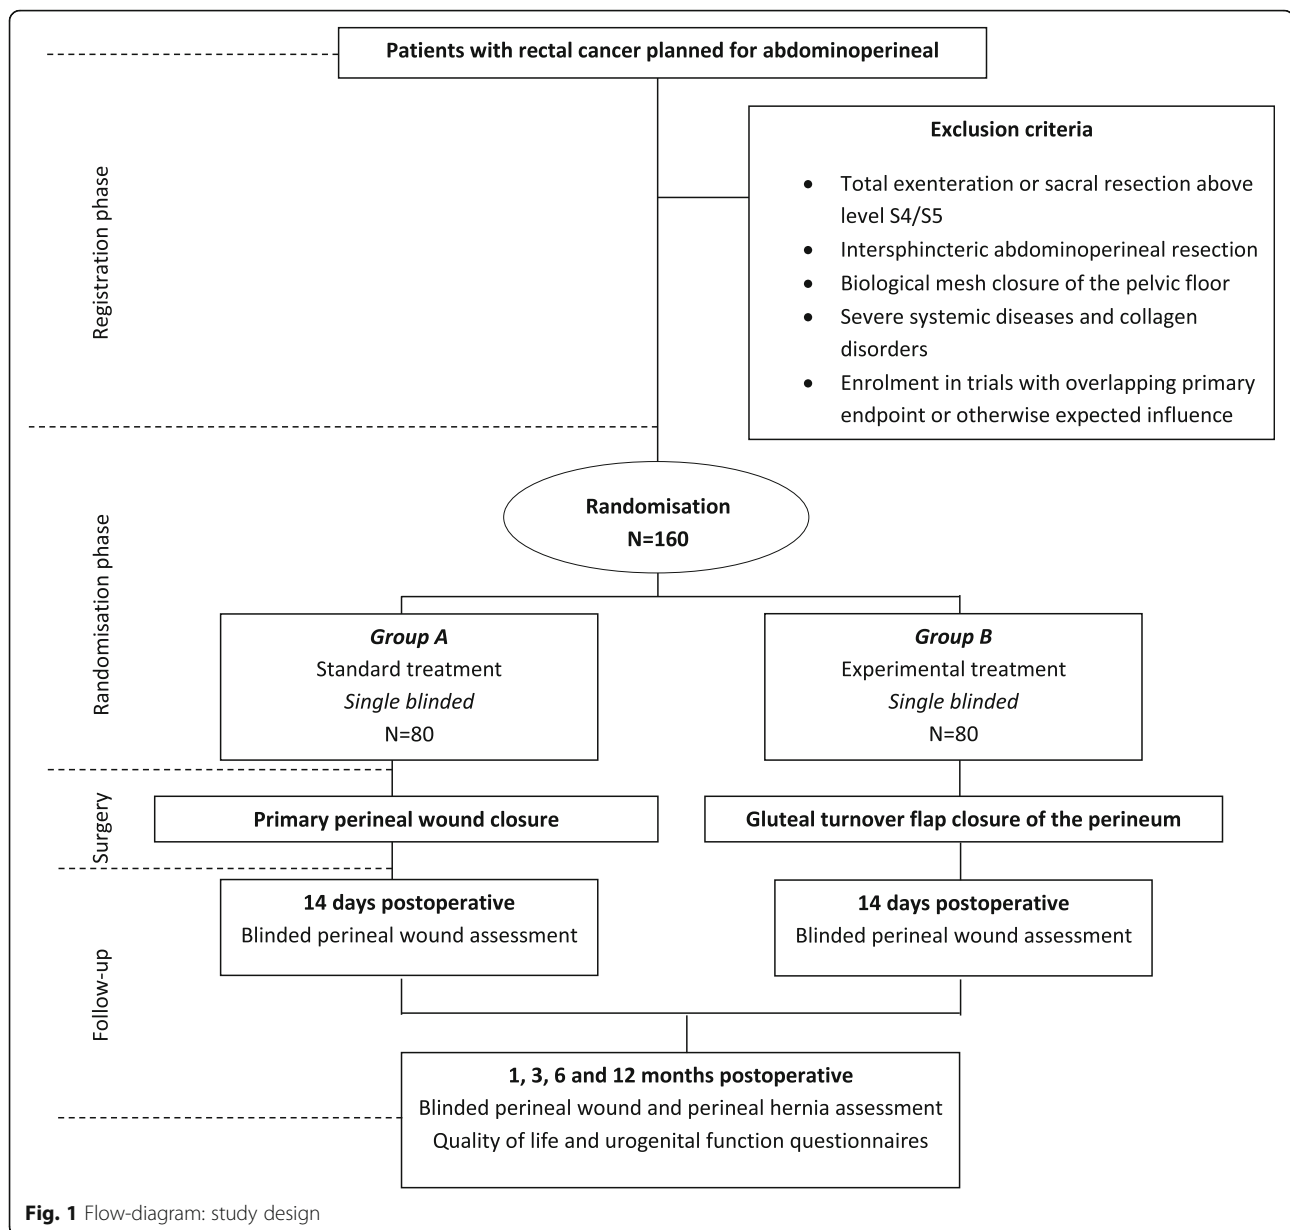 Patients with rectal cancer planned for abdominoperineal
Registration phase
Exclusion criteria
• Total exenteration or sacral resection above
level S4/S5
• Intersphincteric abdominoperineal resection
• Biological mesh closure of the pelvic floor
• Severe systemic diseases and collagen
disorders
• Enrolment in trials with overlapping primary
endpoint or otherwise expected influence
Randomisation phase
Randomisation
N=160
Group A
Standard treatment
Single blinded
N=80
Group B
Experimental treatment
Single blinded
N=80
Surgery
Primary perineal wound closure
Gluteal turnover flap closure of the perineum
Follow-up
14 days postoperative
Blinded perineal wound assessment
14 days postoperative
Blinded perineal wound assessment
1, 3, 6 and 12 months postoperative
Blinded perineal wound and perineal hernia assessment
Quality of life and urogenital function questionnaires
Fig. 1 Flow-diagram: study design